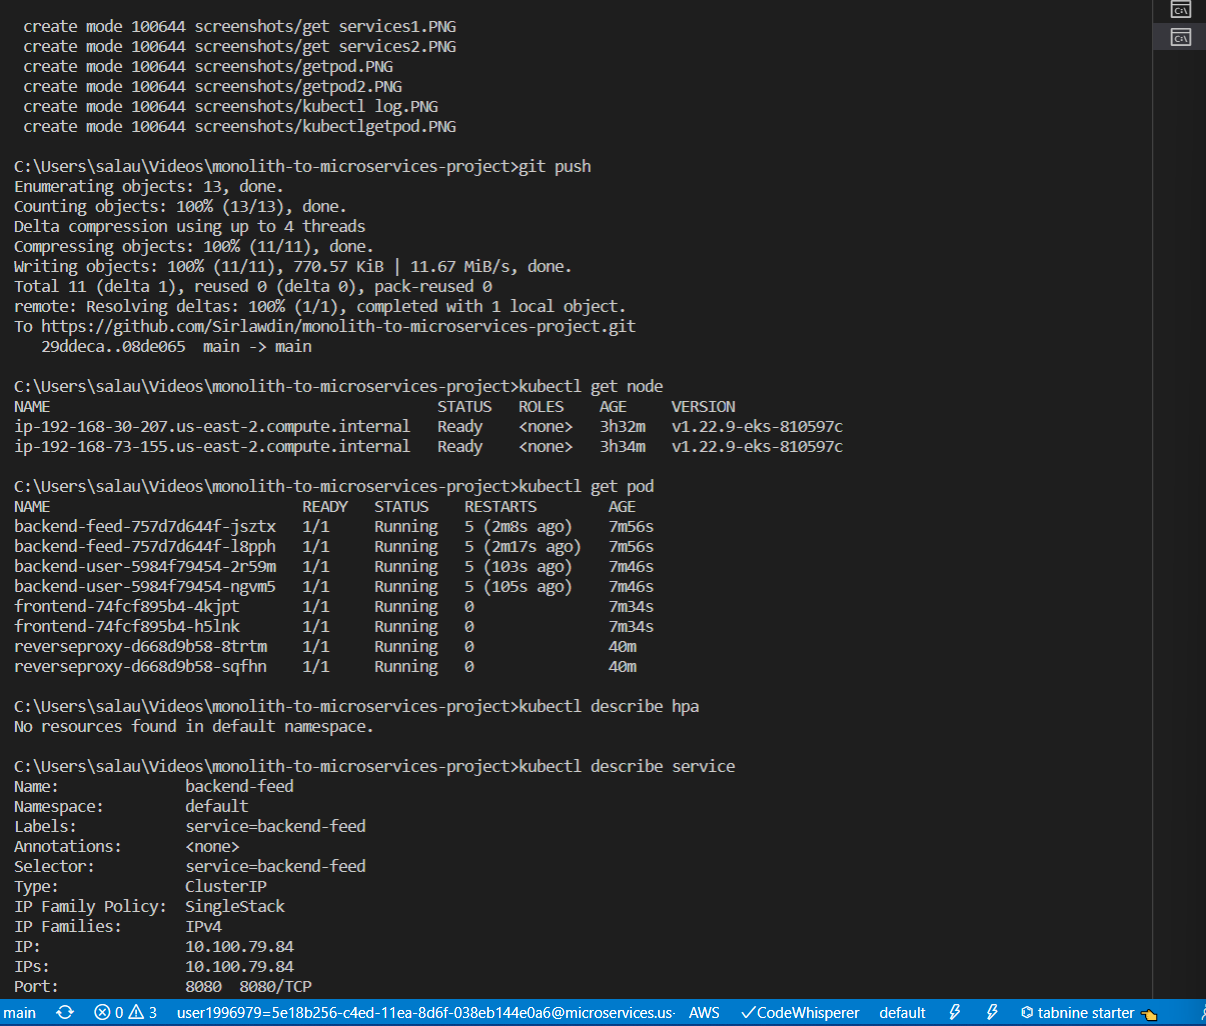 create mode 100644 screenshots/get services1.PNG
create mode 100644 screenshots/get services2.PNG
create mode 100644 screenshots/getpod.PNG
create mode 100644 screenshots/getpod2.PNG
create mode 100644 screenshots/kubectl log.PNG
create mode 100644 screenshots/kubectlgetpod.PNG
C:\Users\salau\Videos\monolith-to-microservices-project>git push
Enumerating objects: 13, done.
Counting objects: 100% (13/13), done.
Delta compression using up to 4 threads
Compressing objects: 100% (11/11), done.
Writing objects: 100% (11/11), 770.57 KiB | 11.67 MiB/s, done.
Total 11 (delta 1), reused 0 (delta 0), pack-reused 0
remote: Resolving deltas: 100% (1/1), completed with 1 local object.
To https://github.com/Sirlawdin/monolith-to-microservices-project.git
29ddeca..08de065  main -> main
C:\Users\salau\Videos\monolith-to-microservices-project>kubectl get node
NAME STATUS ROLES AGE VERSION
ip-192-168-30-207.us-east-2.compute.internal Ready <none> 3h32m v1.22.9-eks-810597c
ip-192-168-73-155.us-east-2.compute.internal Ready <none> 3h34m v1.22.9-eks-810597c
C:\Users\salau\Videos\monolith-to-microservices-project>kubectl get pod
NAME READY STATUS RESTARTS AGE
backend-feed-757d7d644f-jsztx 1/1 Running 5 (2m8s ago) 7m56s
backend-feed-757d7d644f-l8pph 1/1 Running 5 (2m17s ago) 7m56s
backend-user-5984f79454-2r59m 1/1 Running 5 (103s ago) 7m46s
backend-user-5984f79454-ngvm5 1/1 Running 5 (105s ago) 7m46s
frontend-74fcf895b4-4kjpt 1/1 Running 0 7m34s
frontend-74fcf895b4-h5lnk 1/1 Running 0 7m34s
reverseproxy-d668d9b58-8trtm 1/1 Running 0 40m
reverseproxy-d668d9b58-sqfhn 1/1 Running 0 40m
C:\Users\salau\Videos\monolith-to-microservices-project>kubectl describe hpa
No resources found in default namespace.
C:\Users\salau\Videos\monolith-to-microservices-project>kubectl describe service
Name: backend-feed
Namespace: default
Labels: service=backend-feed
Annotations: <none>
Selector: service=backend-feed
Type: ClusterIP
IP Family Policy: SingleStack
IP Families: IPv4
IP: 10.100.79.84
IPs: 10.100.79.84
Port: 8080 8080/TCP
main 0 3 user1996979=5e18b256-c4ed-11ea-8d6f-038eb144e0a6@microservices.us- AWS ✓CodeWhisperer default tabnine starter